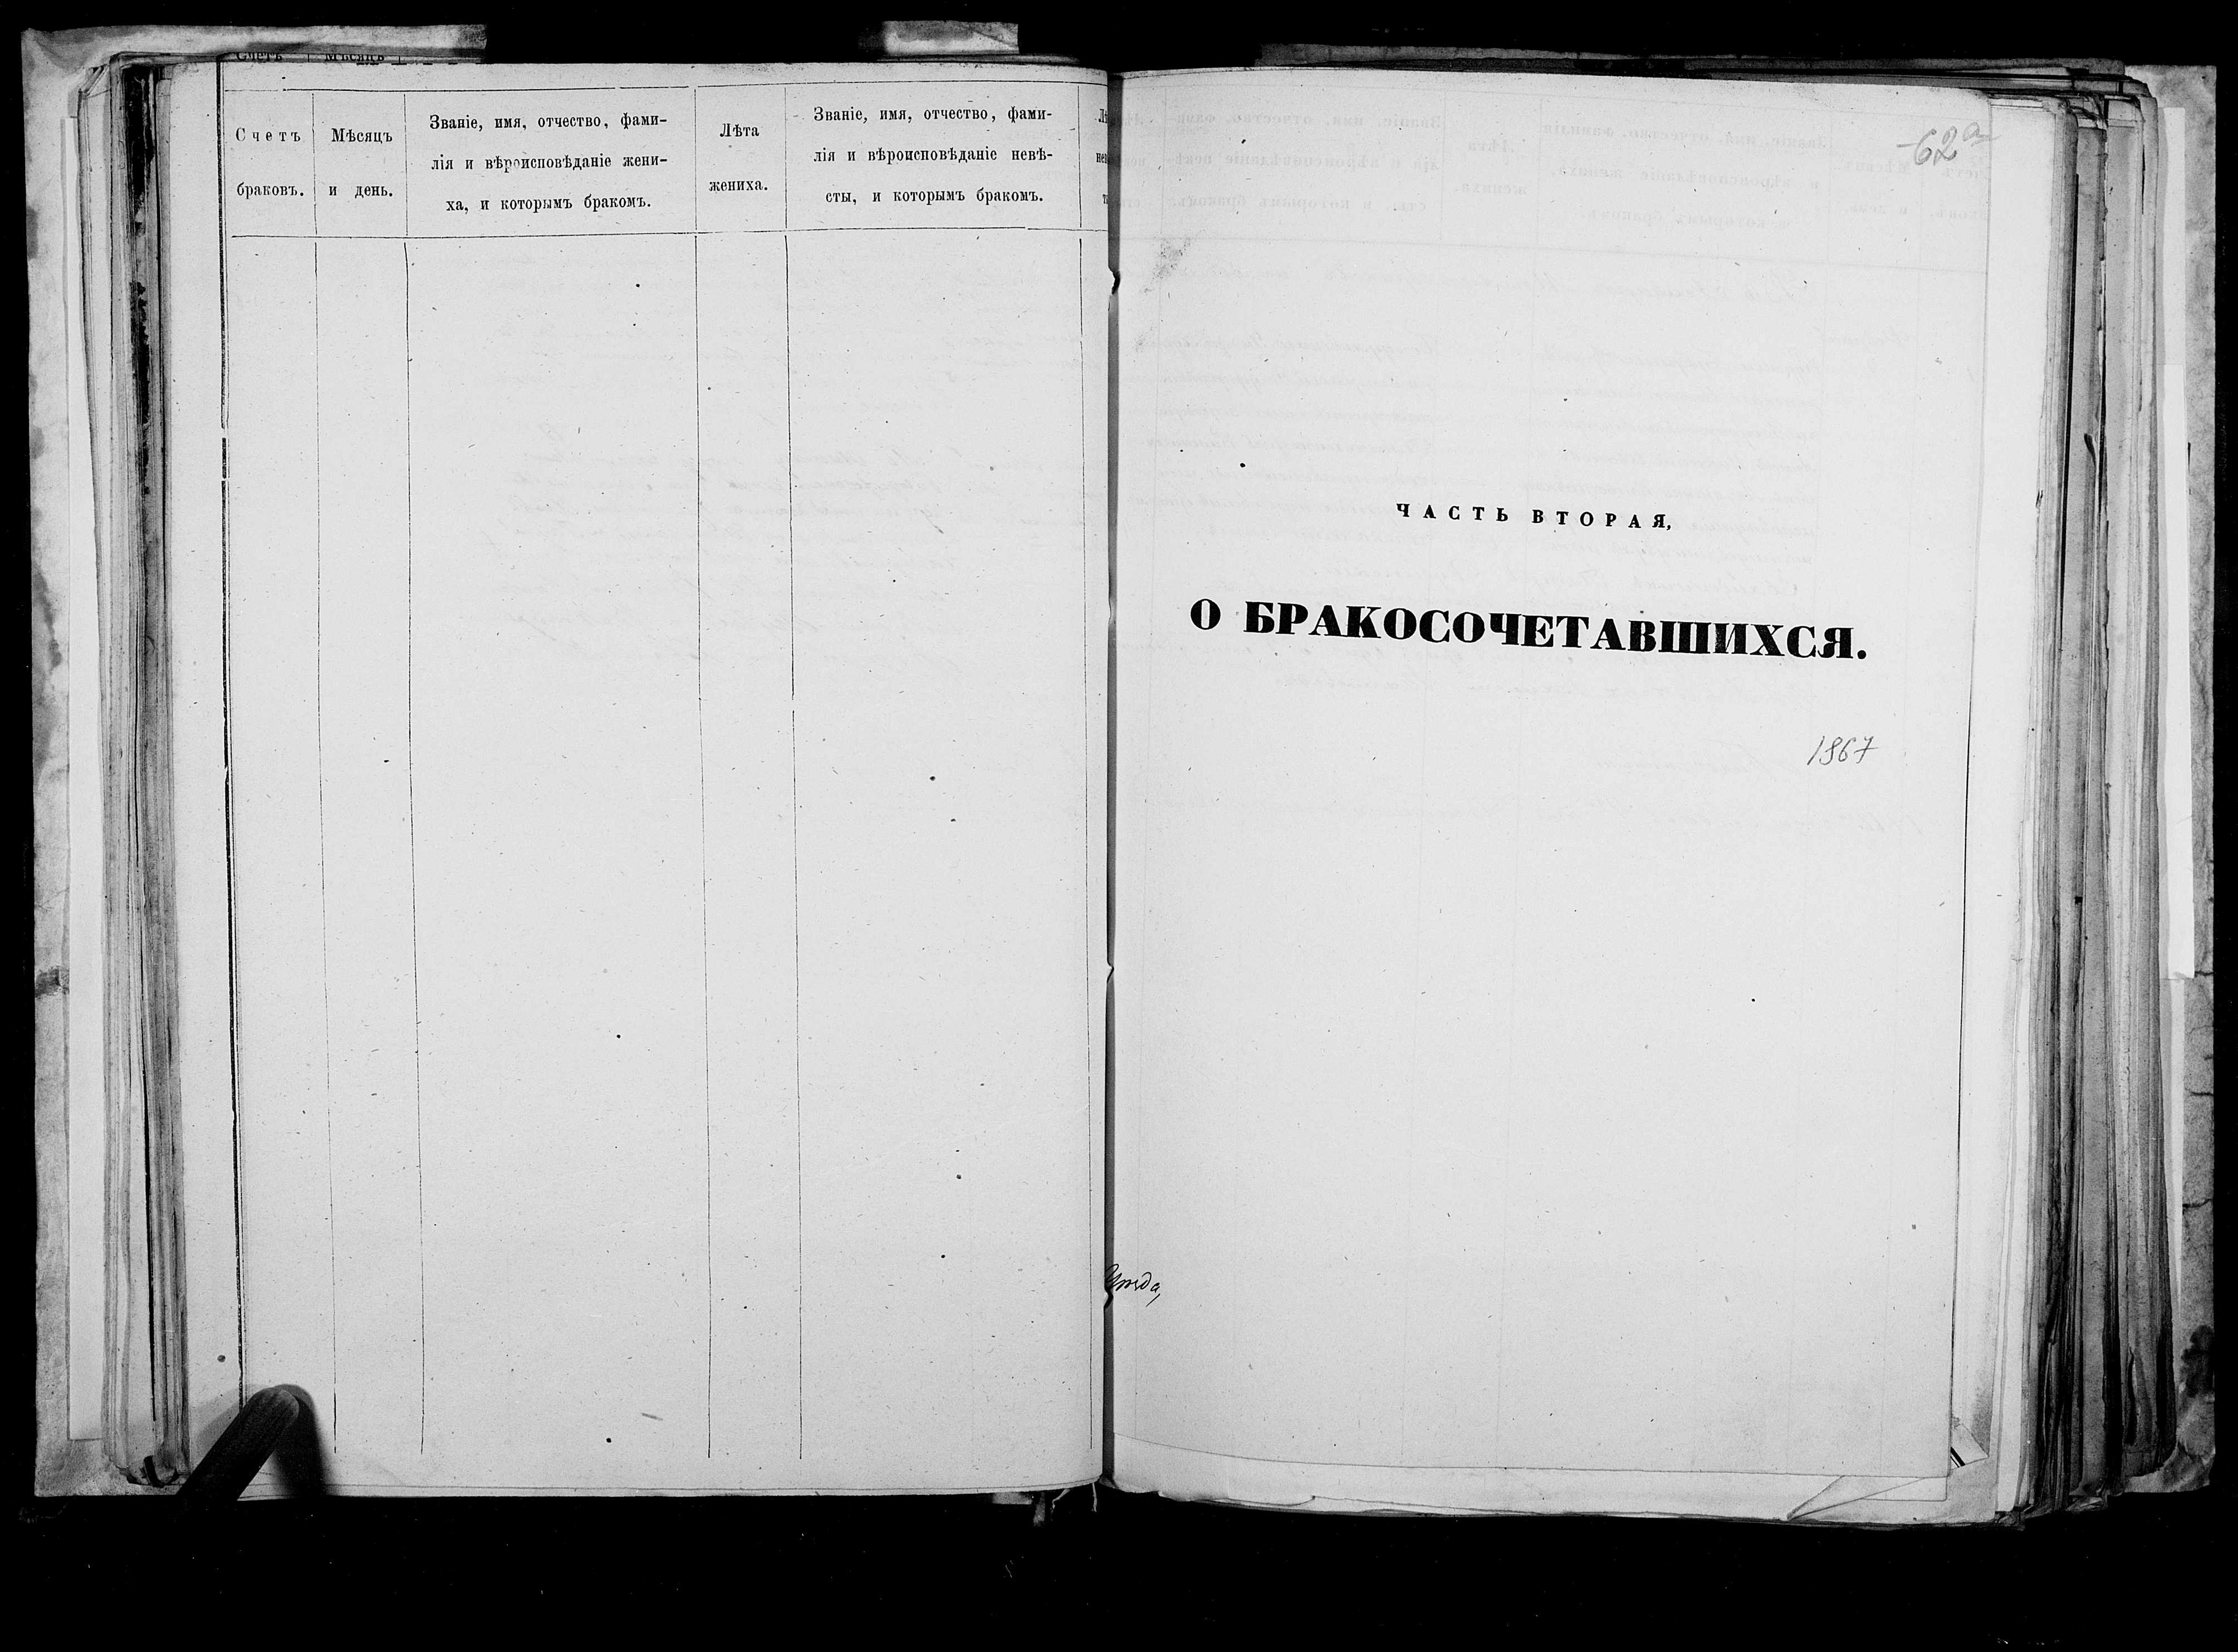 Счетъ
браковъ.
Мѣсяцъ
и день.
Званіе, имя, отчество, фами-
лія и вѣроисповѣданіе жени-
ха, и которымъ бракомъ.
Лѣта
жениха.
Званіе, имя, отчество, фами-
лія и вѣроисповѣданіе невѣ-
сты, и которымъ бракомъ.
62а
ЧАСТЬ ВТОРАЯ,
О БРАКОСОЧЕТАВШИХСЯ.
1867